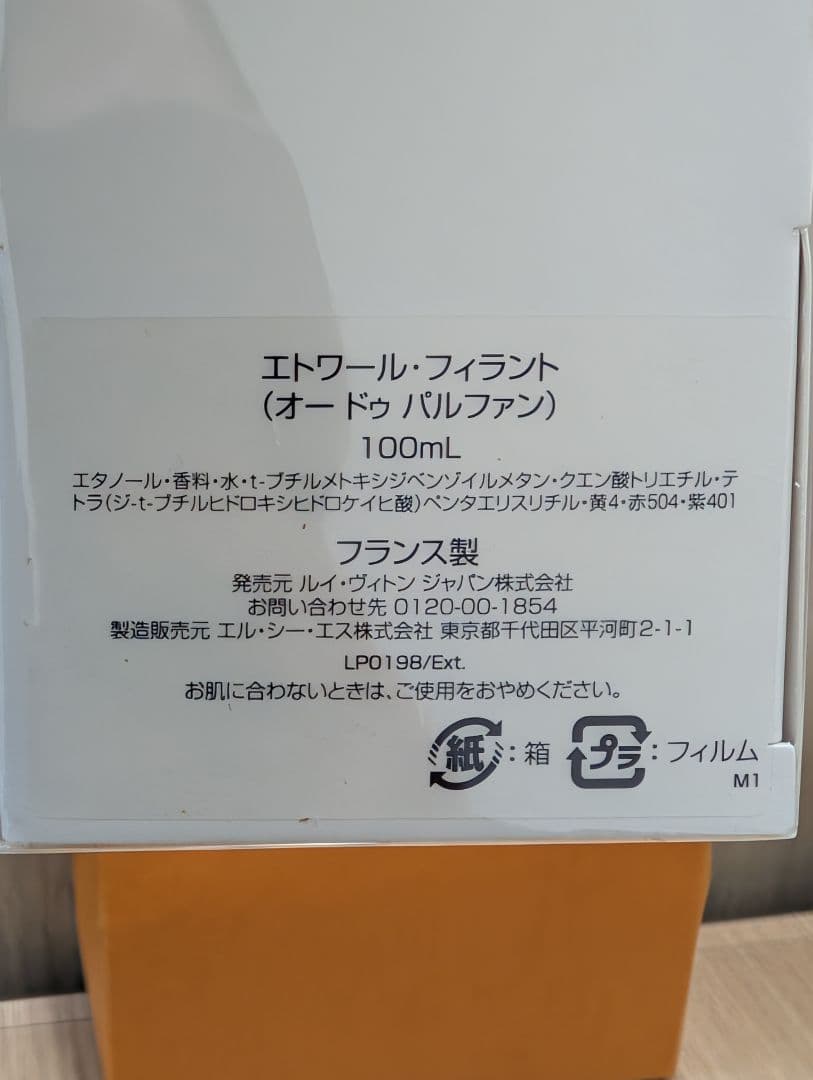 エトワール・フィラント
(オー ドゥ パルファン)
100mL
エタノール・香料・水・t-ブチルメトキシジベンゾイルメタン・クエン酸トリエチル・テ
トラ(ジ-t-ブチルヒドロキシヒドロケイヒ酸)ペンタエリスリチル・黄4・赤504・紫401
フランス製
発売元 ルイ・ヴィトン ジャパン株式会社
お問い合わせ先 0120-00-1854
製造販売元 エル・シー・エス株式会社 東京都千代田区平河町2-1-1
LP0198/Ext.
お肌に合わないときは、ご使用をおやめください。
紙:箱 プラ:フィルム
M1